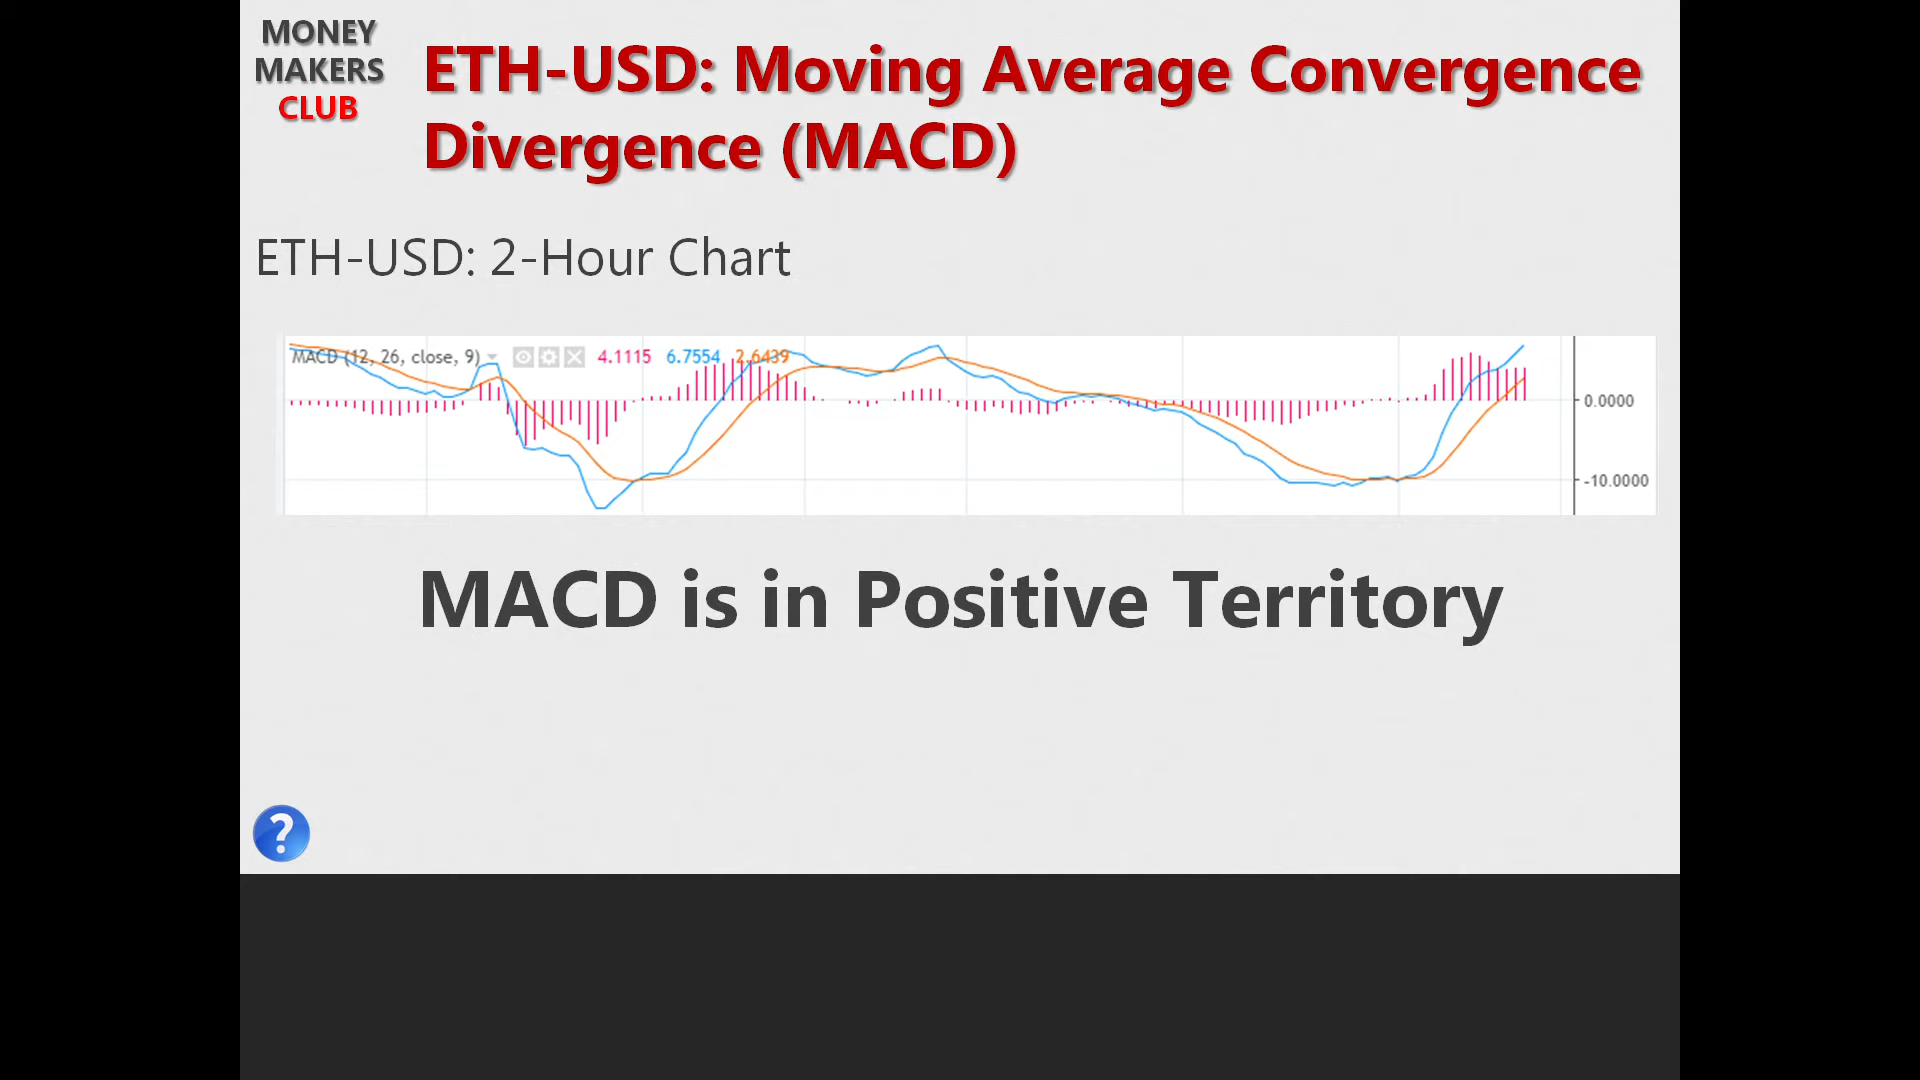 MONEY
MAKERS
CLUB
ETH-USD: Moving Average Convergence
Divergence (MACD)
ETH-USD: 2-Hour Chart
MACD (12, 26, close, 9) 4.1115 6.7554 2.6439
0.0000
-10.0000
MACD is in Positive Territory
?